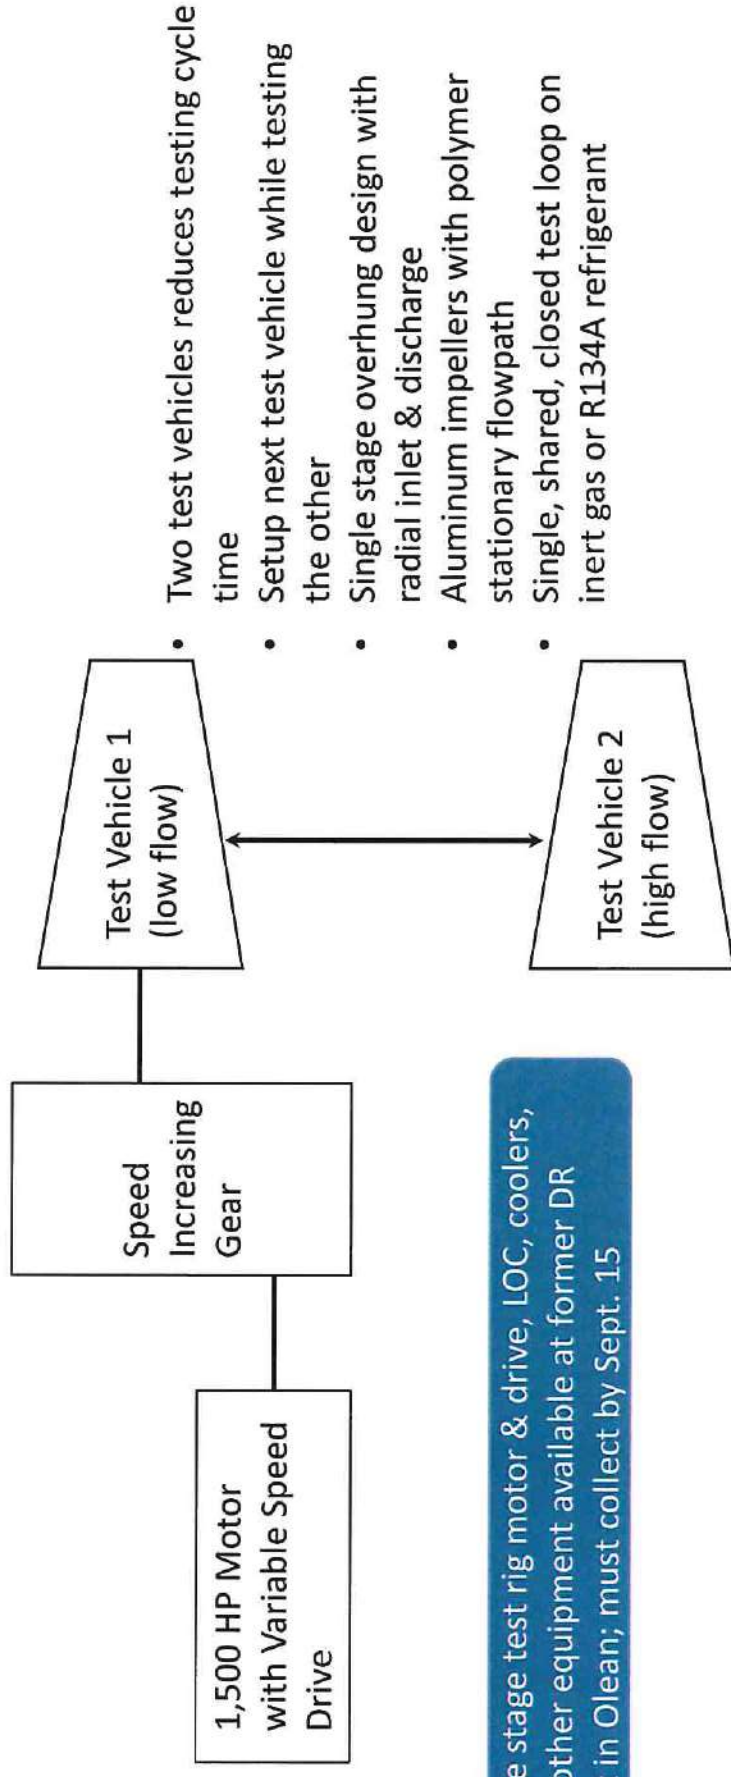 1,500 HP Motor
with Variable Speed
Drive
Speed
Increasing
Gear
Test Vehicle 1
(low flow)
Test Vehicle 2
(high flow)
• Two test vehicles reduces testing cycle
time
• Setup next test vehicle while testing
the other
• Single stage overhung design with
radial inlet & discharge
• Aluminum impellers with polymer
stationary flowpath
• Single, shared, closed test loop on
inert gas or R134A refrigerant
stage test rig motor & drive, LOC, coolers,
other equipment available at former DR
in Olean; must collect by Sept. 15